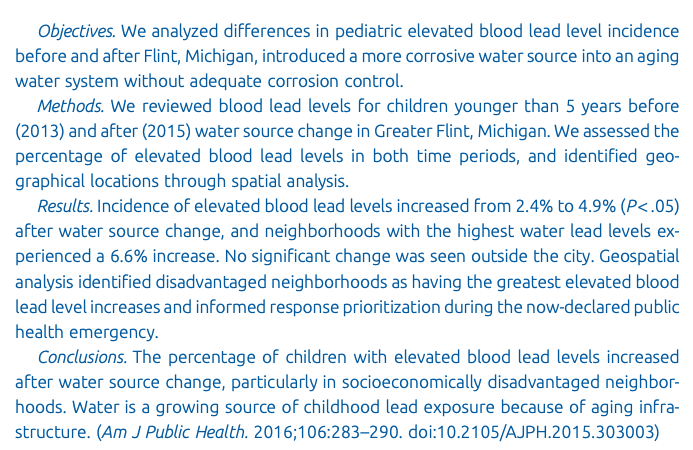 Objectives. We analyzed differences in pediatric elevated blood lead level incidence
before and after Flint, Michigan, introduced a more corrosive water source into an aging
water system without adequate corrosion control.
Methods. We reviewed blood lead levels for children younger than 5 years before
(2013) and after (2015) water source change in Greater Flint, Michigan. We assessed the
percentage of elevated blood lead levels in both time periods, and identified geo-
graphical locations through spatial analysis.
Results. Incidence of elevated blood lead levels increased from 2.4% to 4.9% (P< .05)
after water source change, and neighborhoods with the highest water lead levels ex-
perienced a 6.6% increase. No significant change was seen outside the city. Geospatial
analysis identified disadvantaged neighborhoods as having the greatest elevated blood
lead level increases and informed response prioritization during the now-declared public
health emergency.
Conclusions. The percentage of children with elevated blood lead levels increased
after water source change, particularly in socioeconomically disadvantaged neighbor-
hoods. Water is a growing source of childhood lead exposure because of aging infra-
structure. (Am J Public Health. 2016;106:283–290. doi:10.2105/AJPH.2015.303003)